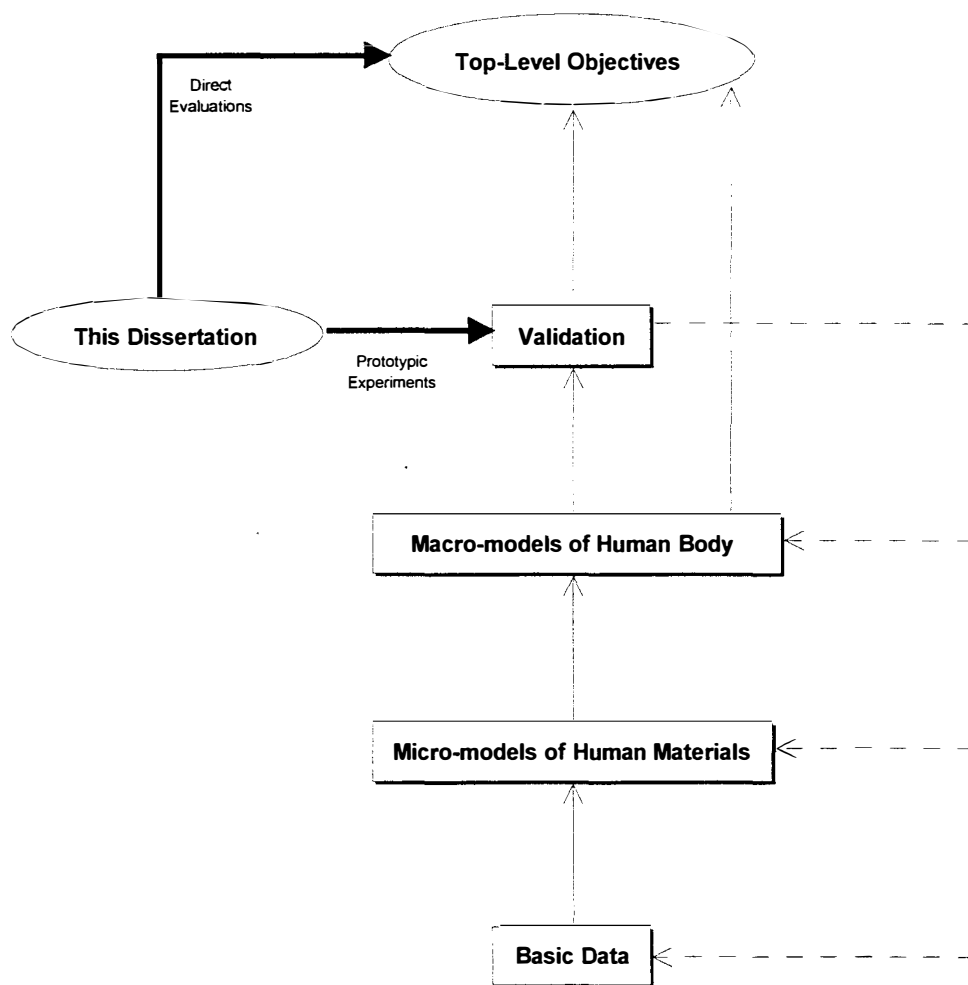 Top-Level Objectives
Direct
Evaluations
This Dissertation
Validation
Prototypic
Experiments
Macro-models of Human Body
Micro-models of Human Materials
Basic Data